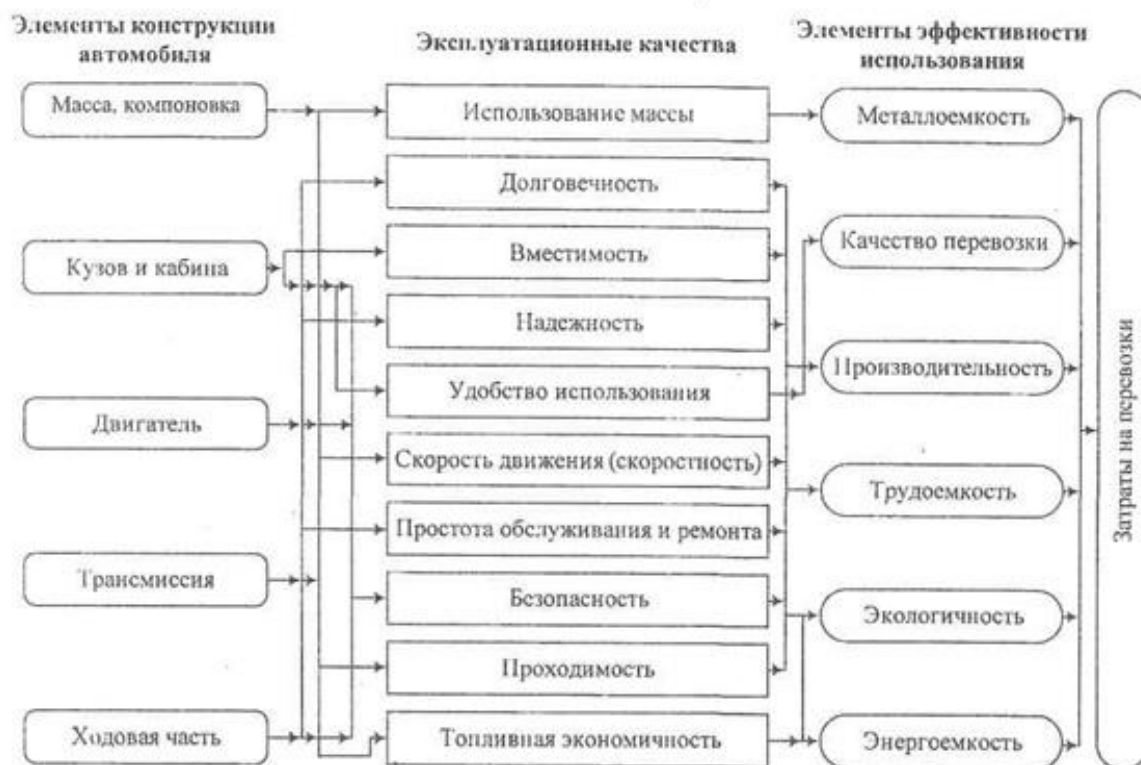 Элементы конструкции
автомобиля
Эксплуатационные качества
Элементы эффективности
использования
Масса, компоновка
Использование массы
Металлоемкость
Долговечность
Кузов и кабина
Вместимость
Качество перевозки
Надежность
Удобство использования
Производительность
Двигатель
Скорость движения (скоростность)
Трудоемкость
Простота обслуживания и ремонта
Трансмиссия
Безопасность
Экологичность
Проходимость
Ходовая часть
Топливная экономичность
Энергоемкость
Затраты на перевозки